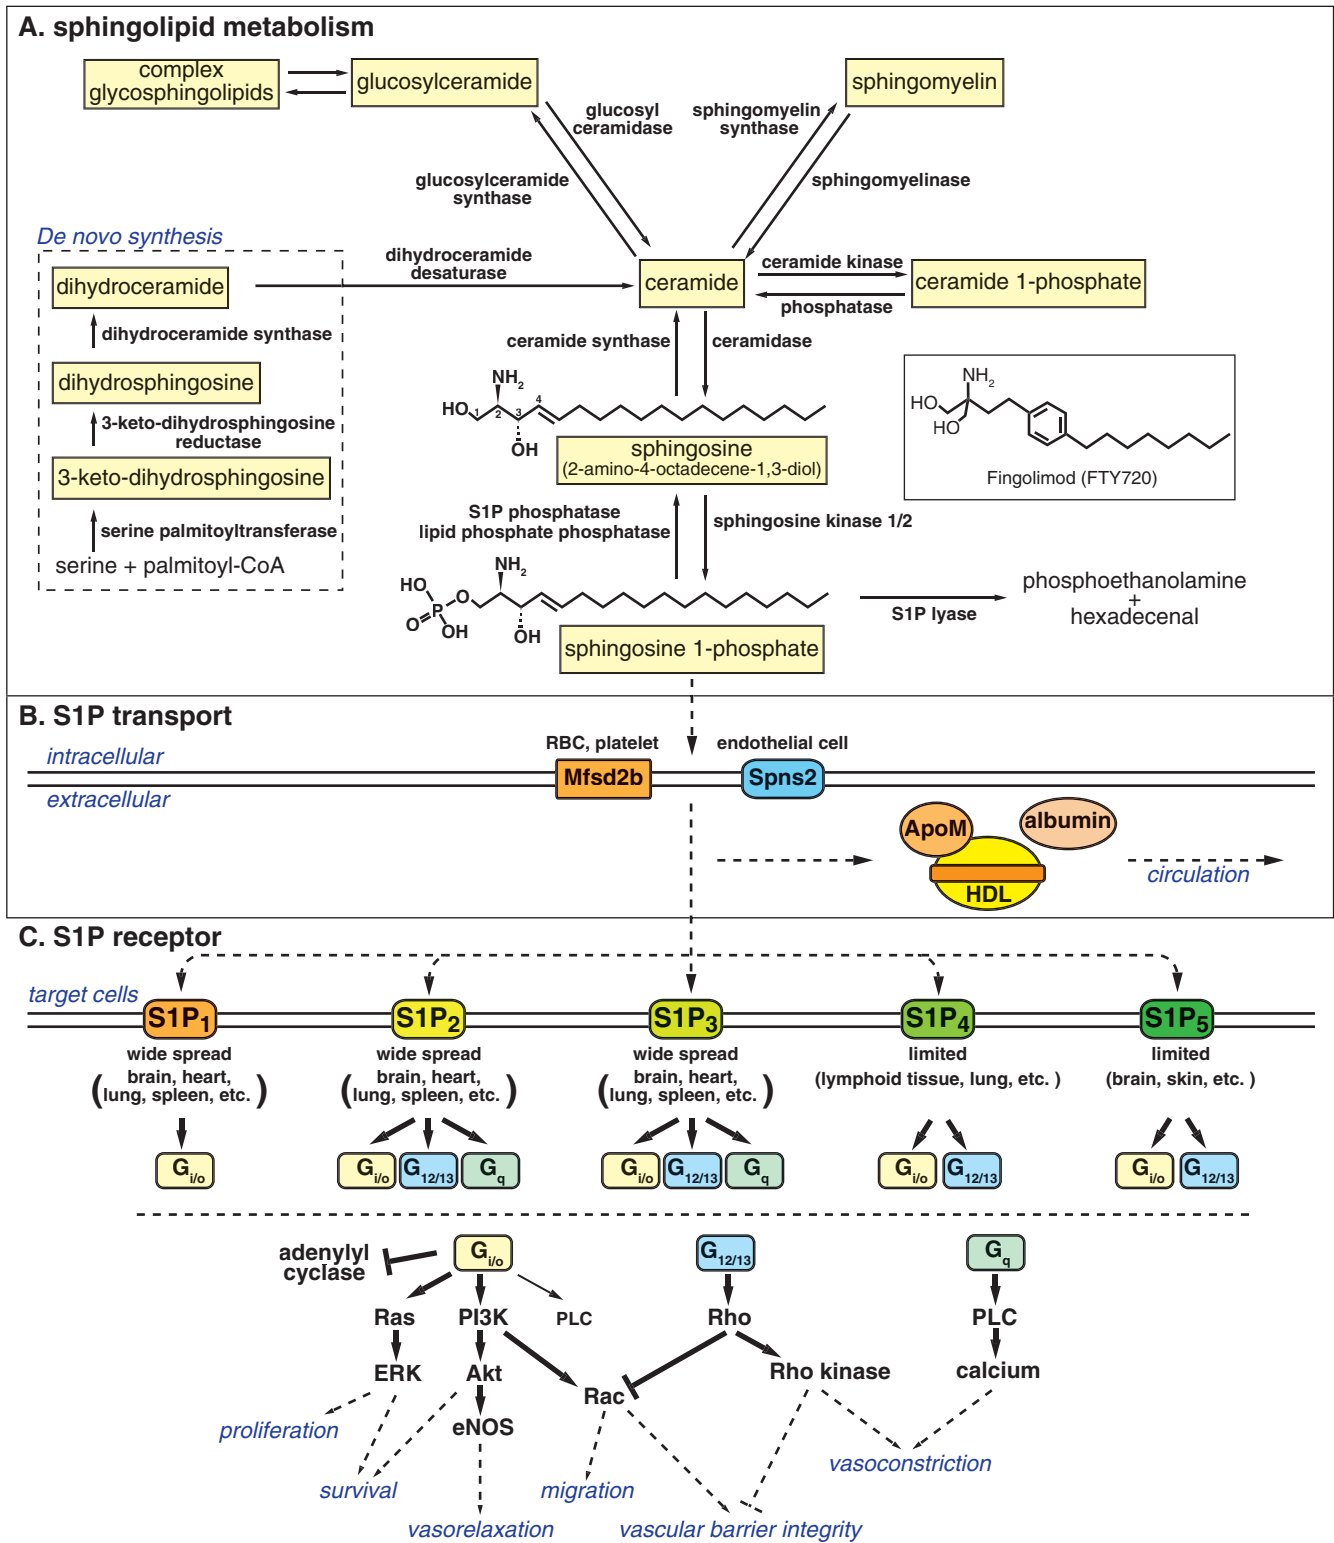 A. sphingolipid metabolism
complex
glycosphingolipids
glucosylceramide
sphingomyelin
glucosyl
ceramidase
sphingomyelin
synthase
glucosylceramide
synthase
sphingomyelinase
De novo synthesis
dihydroceramide
dihydroceramide
desaturase
ceramide
ceramide kinase
phosphatase
ceramide 1-phosphate
dihydroceramide synthase
ceramide synthase
ceramidase
dihydrosphingosine
3-keto-dihydrosphingosine
reductase
3-keto-dihydrosphingosine
serine palmitoyltransferase
serine + palmitoyl-CoA
NH2
HO 1 2 3 4
OH
sphingosine
(2-amino-4-octadecene-1,3-diol)
NH2
HO
HO
Fingolimod (FTY720)
S1P phosphatase
lipid phosphate phosphatase
sphingosine kinase 1/2
NH2
HO
O
P
O
OH
OH
sphingosine 1-phosphate
S1P lyase
phosphoethanolamine
+
hexadecenal
B. S1P transport
intracellular
extracellular
RBC, platelet
Mfsd2b
endothelial cell
Spns2
ApoM
HDL
albumin
circulation
C. S1P receptor
target cells
S1P1
S1P2
S1P3
S1P4
S1P5
wide spread
(brain, heart,
lung, spleen, etc. )
wide spread
(brain, heart,
lung, spleen, etc. )
wide spread
(brain, heart,
lung, spleen, etc. )
limited
(lymphoid tissue, lung, etc. )
limited
(brain, skin, etc. )
Gi/o
Gi/o G12/13 Gq
Gi/o G12/13 Gq
Gi/o G12/13
Gi/o G12/13
adenylyl
cyclase
Gi/o
G12/13
Gq
Ras
PI3K
PLC
Rho
PLC
ERK
Akt
Rac
Rho kinase
calcium
eNOS
proliferation
survival
migration
vasoconstriction
vasorelaxation
vascular barrier integrity